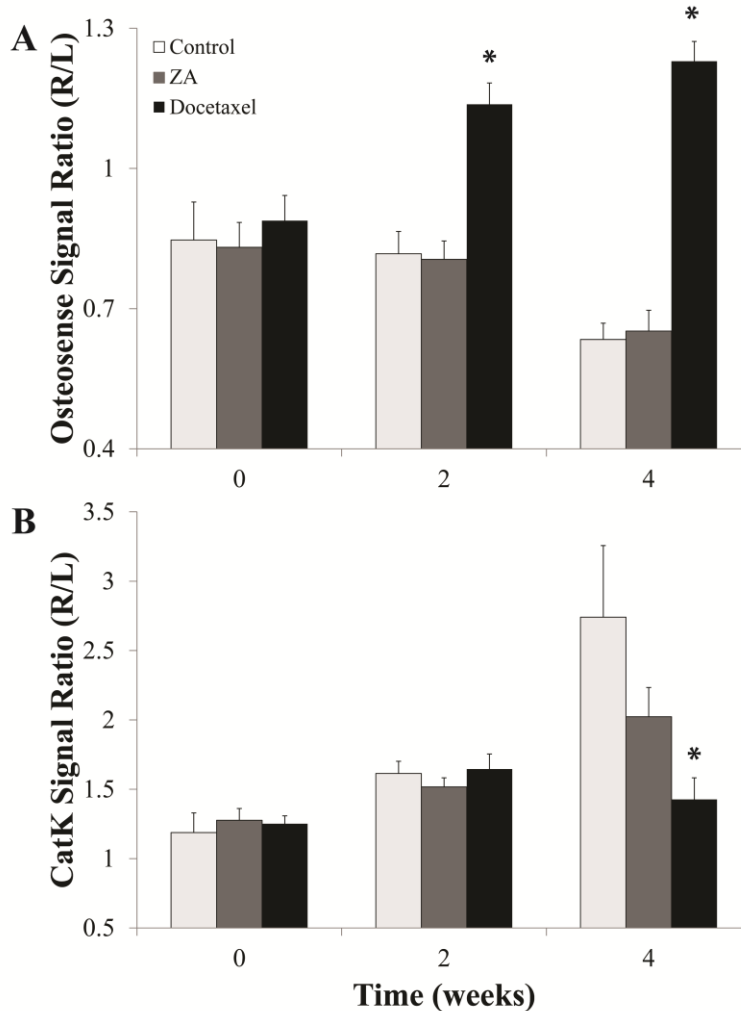 A
Osteosense Signal Ratio (R/L)
1.3
1
0.7
0.4
Control
ZA
Docetaxel
*
*
0
2
4
B
CatK Signal Ratio (R/L)
3.5
3
2.5
2
1.5
1
0.5
*
0
2
4
Time (weeks)